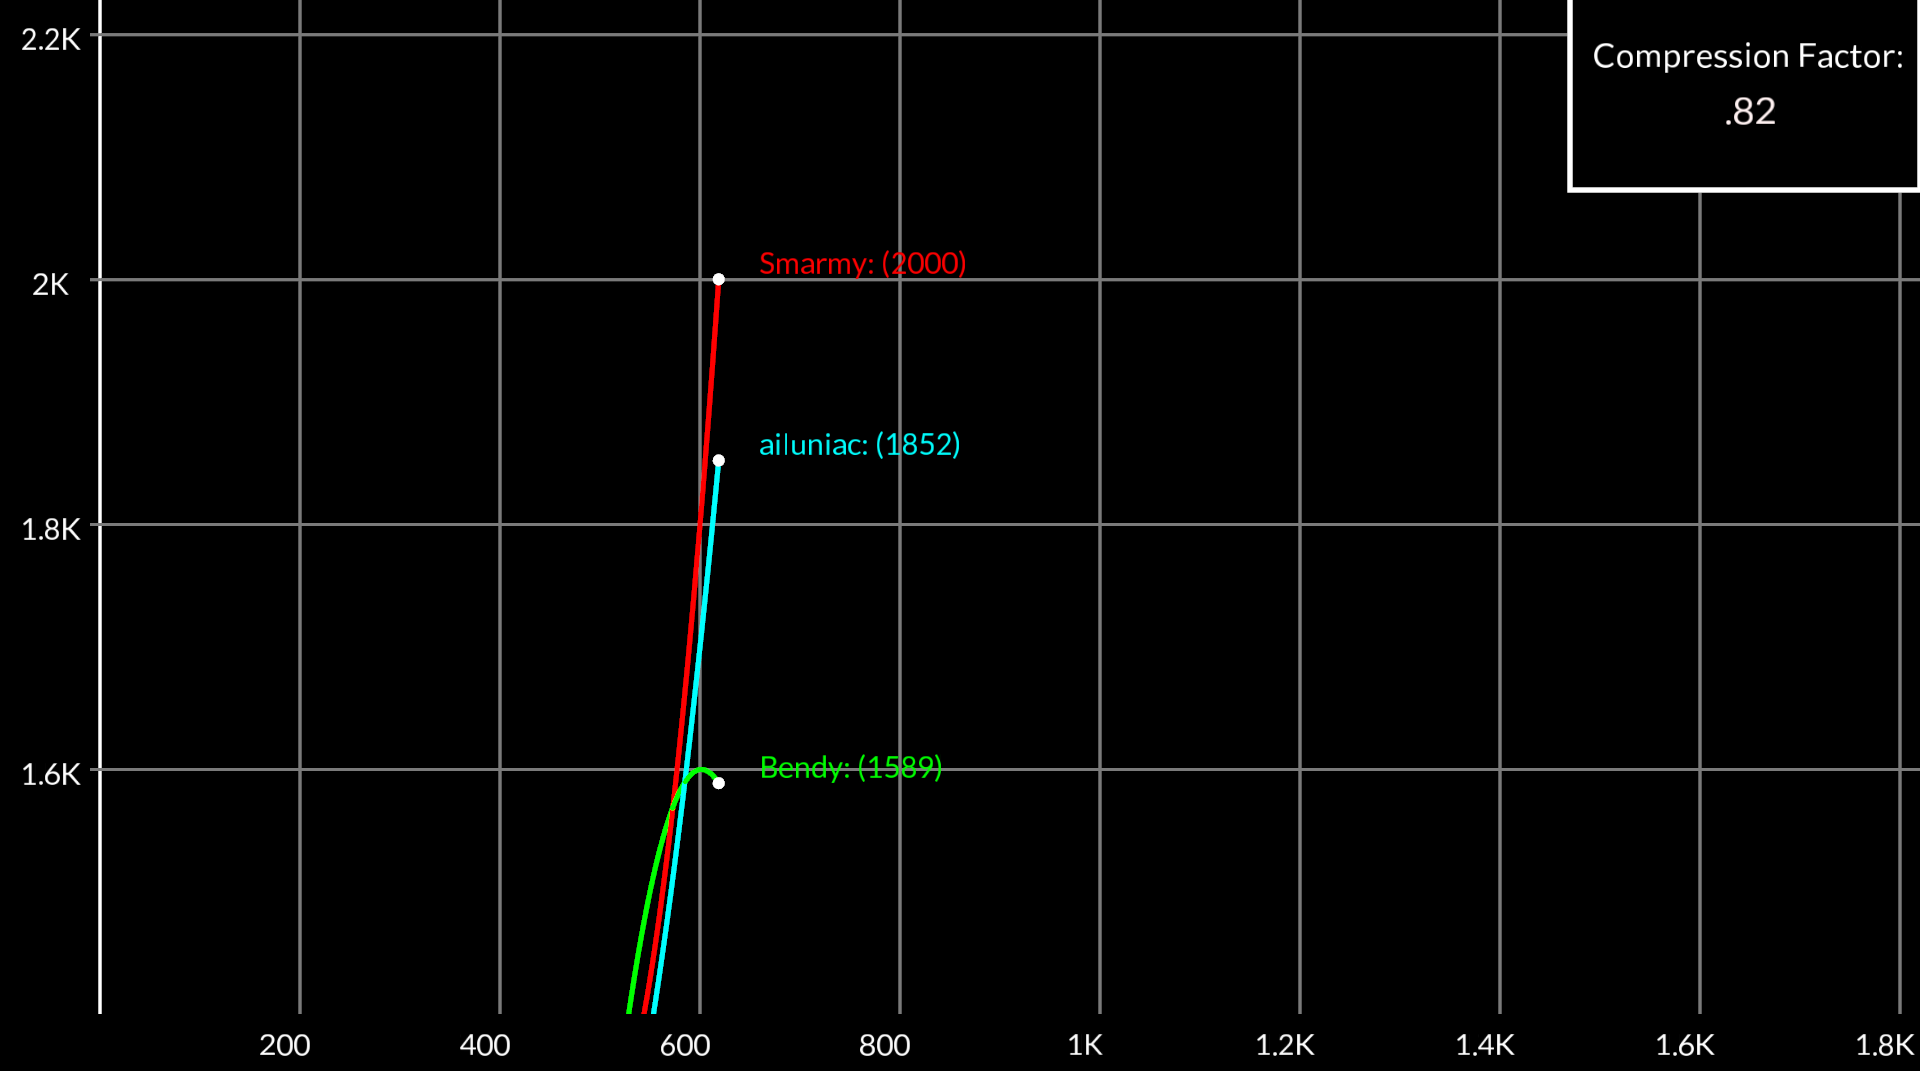 2.2K
Compression Factor:
.82
Smarmy: (2000)
2K
ailuniac: (1852)
1.8K
Bendy: (1589)
1.6K
200 400 600 800 1K 1.2K 1.4K 1.6K 1.8K